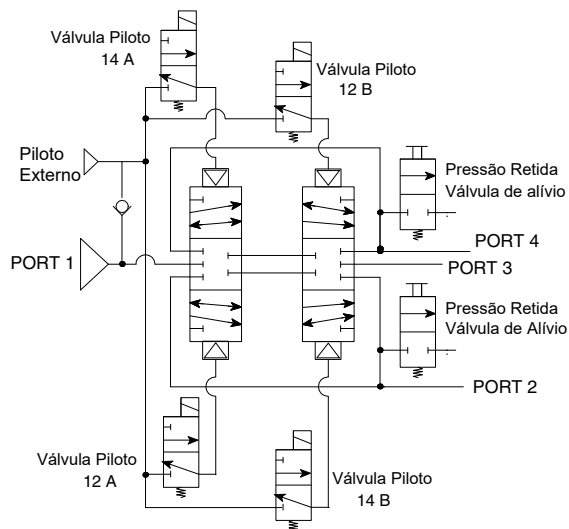 Válvula Piloto
14 A
Válvula Piloto
12 B
Piloto
Externo
Pressão Retida
Válvula de alívio
PORT 4
PORT 1
PORT 3
Pressão Retida
Válvula de Alívio
PORT 2
Válvula Piloto
12 A
Válvula Piloto
14 B